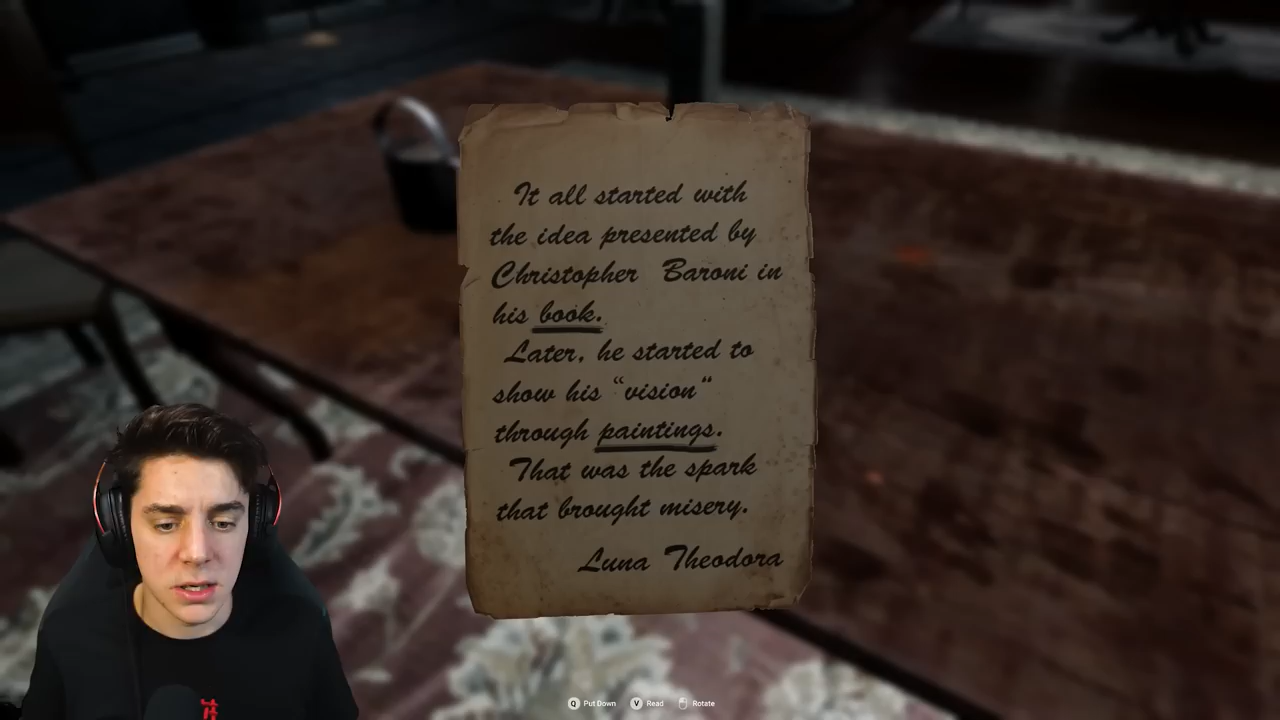 It all started with
the idea presented by
Christopher Baroni in
his book.
Later, he started to
show his “vision”
through paintings.
That was the spark
that brought misery.
Luna Theodora
Q Put Down V Read Rotate